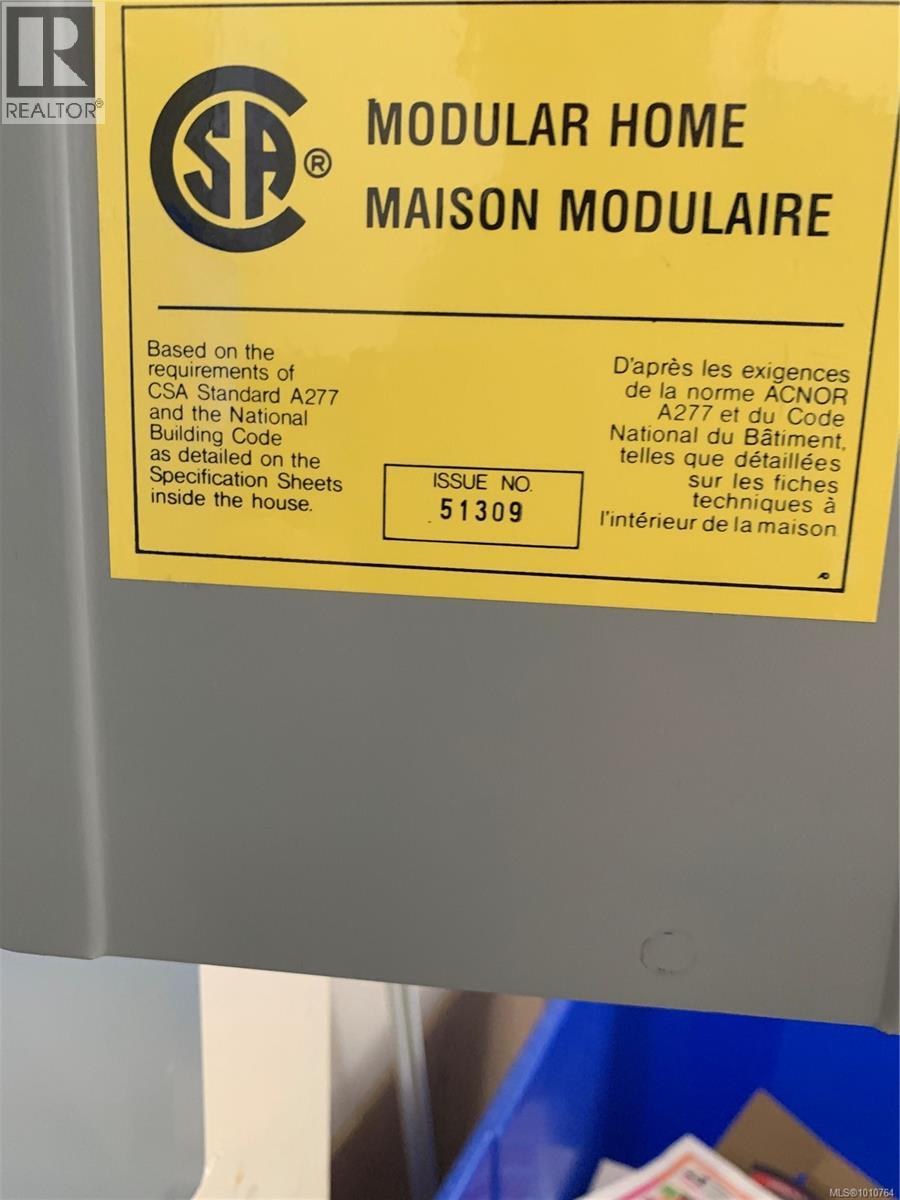 REALTOR®
CSA®
MODULAR HOME
MAISON MODULAIRE
Based on the
requirements of
CSA Standard A277
and the National
Building Code
as detailed on the
Specification Sheets
inside the house.
ISSUE NO.
51309
D'après les exigences
de la norme ACNOR
A277 et du Code
National du Bâtiment,
telles que détaillées
sur les fiches
techniques à
l'intérieur de la maison
MLS®1010764